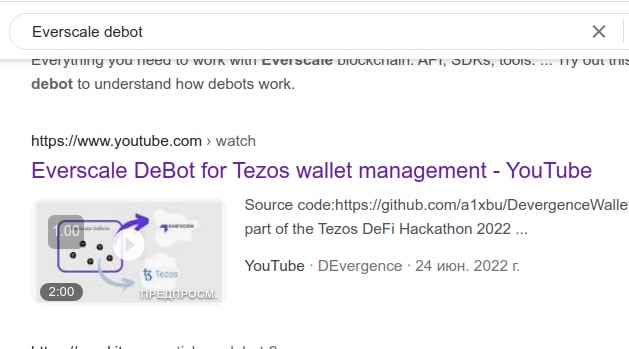 Everscale debot
Everything you need to work with Everscale blockchain. API, SDKs, tools. ... Try out this
debot to understand how debots work.
https://www.youtube.com › watch
Everscale DeBot for Tezos wallet management - YouTube
Source code:https://github.com/a1xbu/DevergenceWalle
part of the Tezos DeFi Hackathon 2022 ...
YouTube · DEvergence · 24 июн. 2022 г.
1.00
everscale
Tezos
2:00
ПРЕДПРОСМ.